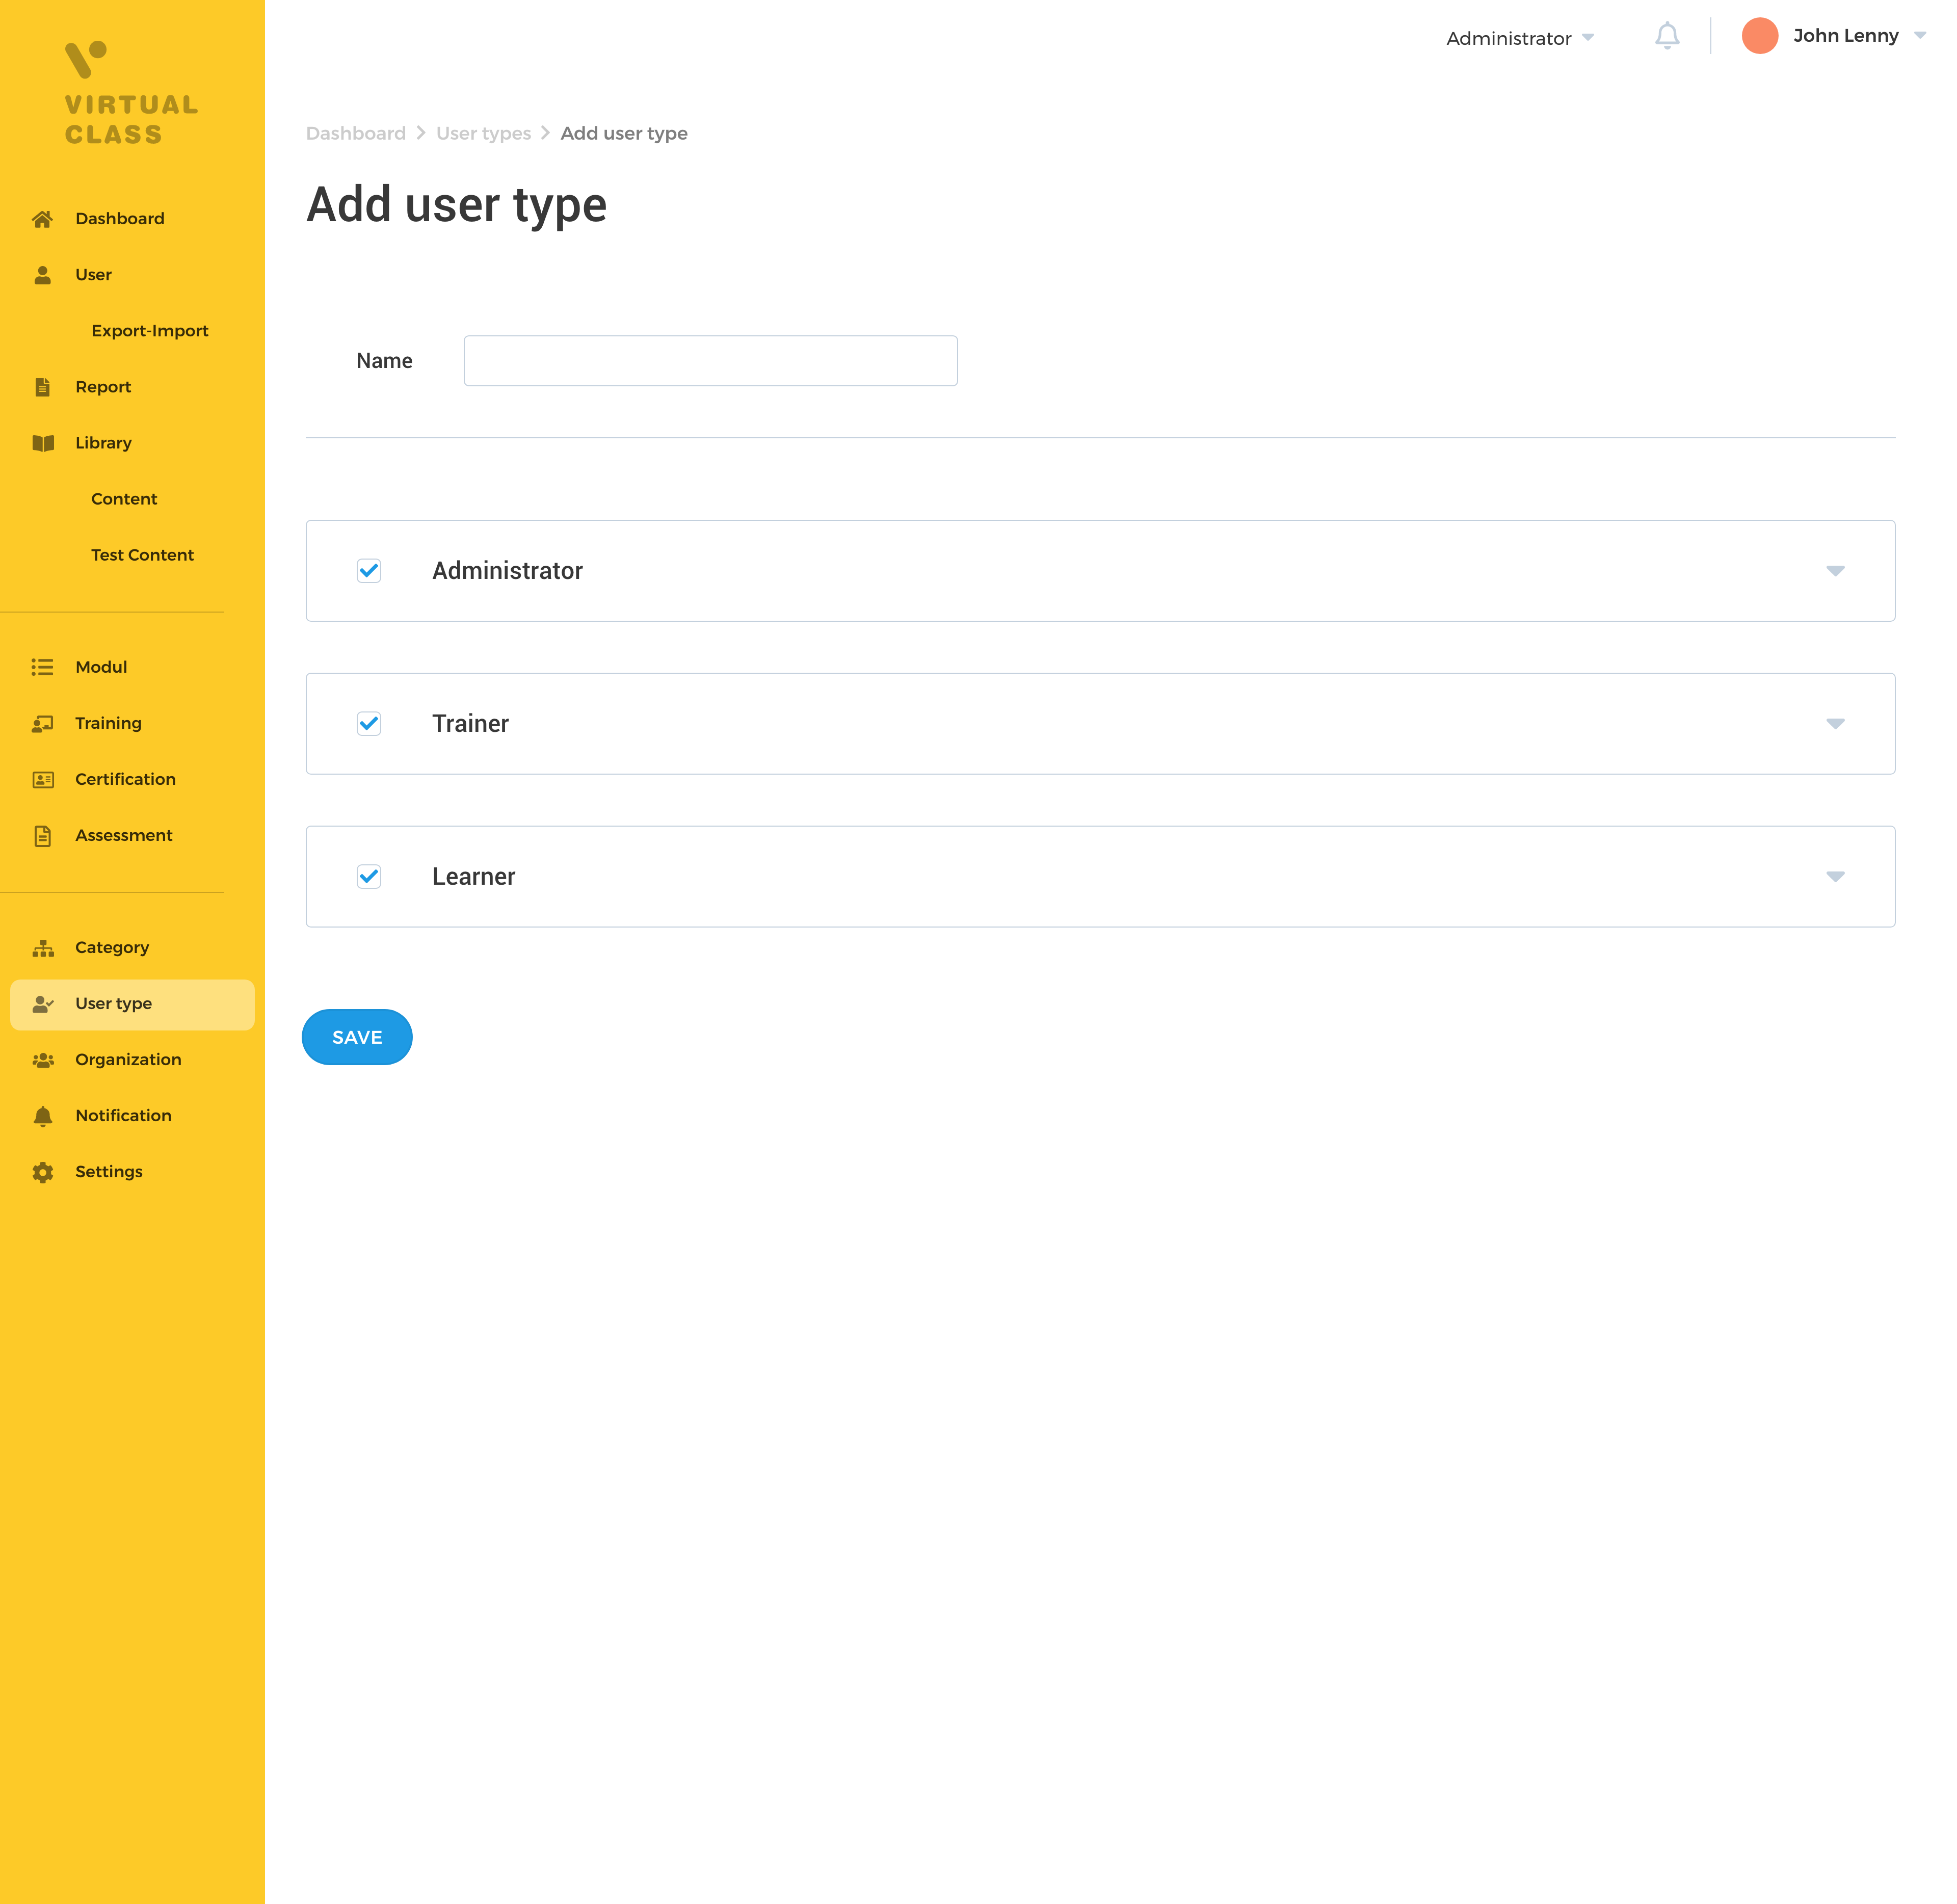 VIRTUAL
CLASS
Dashboard
User
Export-Import
Report
Library
Content
Test Content
Modul
Training
Certification
Assessment
Category
User type
Organization
Notification
Settings
Administrator
John Lenny
Dashboard > User types > Add user type
Add user type
Name
Administrator
Trainer
Learner
SAVE